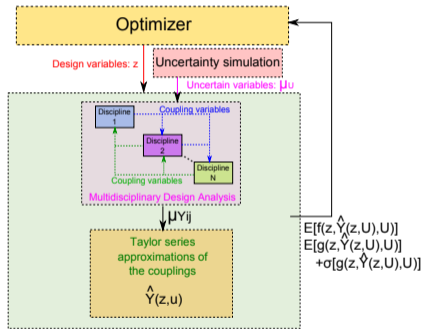 Optimizer
Design variables: z
Uncertainty simulation
Uncertain variables: μU
Discipline
1
Coupling variables
Discipline
2
Discipline
N
Coupling variables
Multidisciplinary Design Analysis
μYij
Taylor series
approximations of
the couplings
Ŷ(z,u)
E[f(z,Ŷ(z,U),U)]
E[g(z,Ŷ(z,U),U)]
+σ[g(z,Ŷ(z,U),U)]